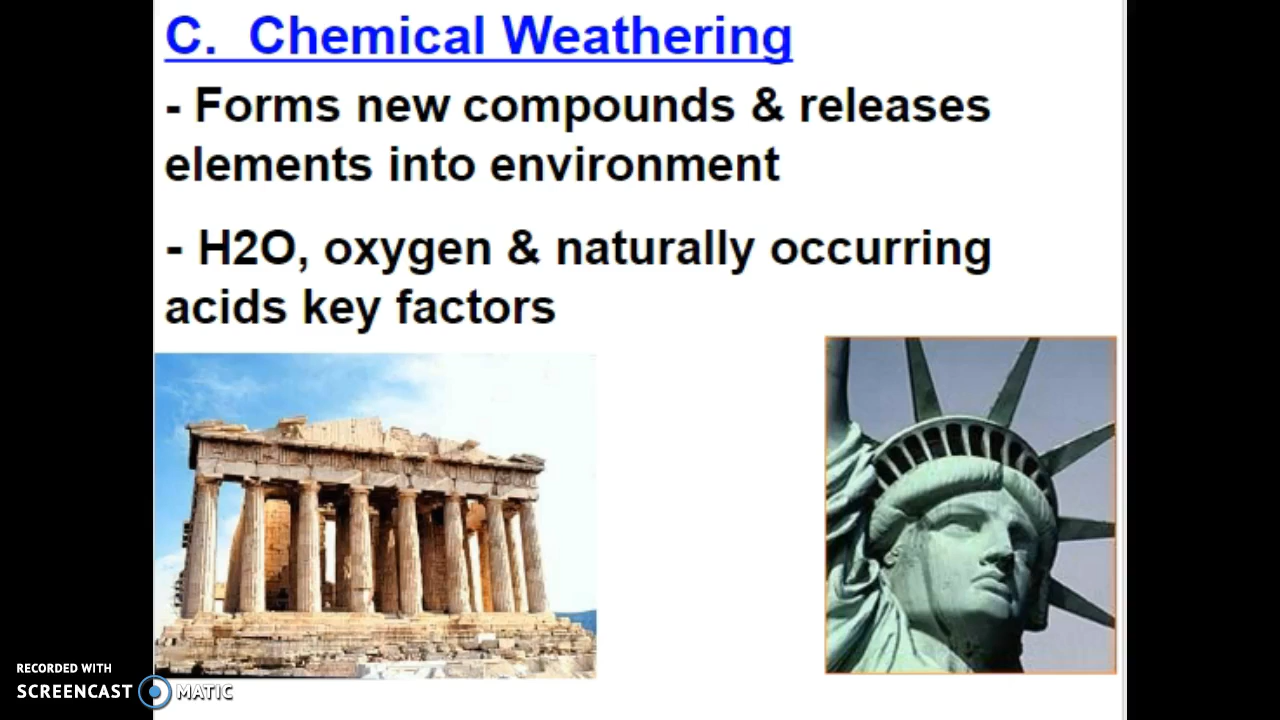 C. Chemical Weathering
- Forms new compounds & releases
elements into environment
- H2O, oxygen & naturally occurring
acids key factors
RECORDED WITH
SCREENCAST MATIC